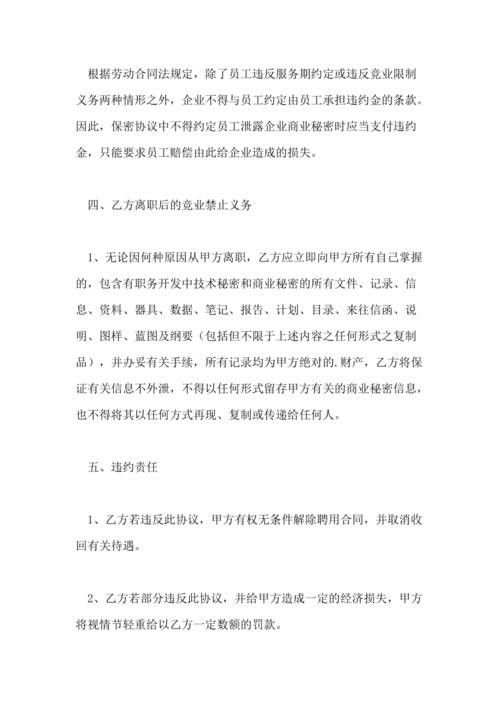 根据劳动合同法规定，除了员工违反服务期约定或违反竞业限制
义务两种情形之外，企业不得与员工约定由员工承担违约金的条款。
因此，保密协议中不得约定员工泄露企业商业秘密时应当支付违约
金，只能要求员工赔偿由此给企业造成的损失。
四、乙方离职后的竞业禁止义务
1、无论因何种原因从甲方离职，乙方应立即向甲方所有自己掌握
的，包含有职务开发中技术秘密和商业秘密的所有文件、记录、信
息、资料、器具、数据、笔记、报告、计划、目录、来往信函、说
明、图样、蓝图及纲要（包括但不限于上述内容之任何形式之复制
品），并办妥有关手续，所有记录均为甲方绝对的.财产，乙方将保
证有关信息不外泄，不得以任何形式留存甲方有关的商业秘密信息，
也不得将其以任何方式再现、复制或传递给任何人。
五、违约责任
1、乙方若违反此协议，甲方有权无条件解除聘用合同，并取消收
回有关待遇。
2、乙方若部分违反此协议，并给甲方造成一定的经济损失，甲方
将视情节轻重给以乙方一定数额的罚款。